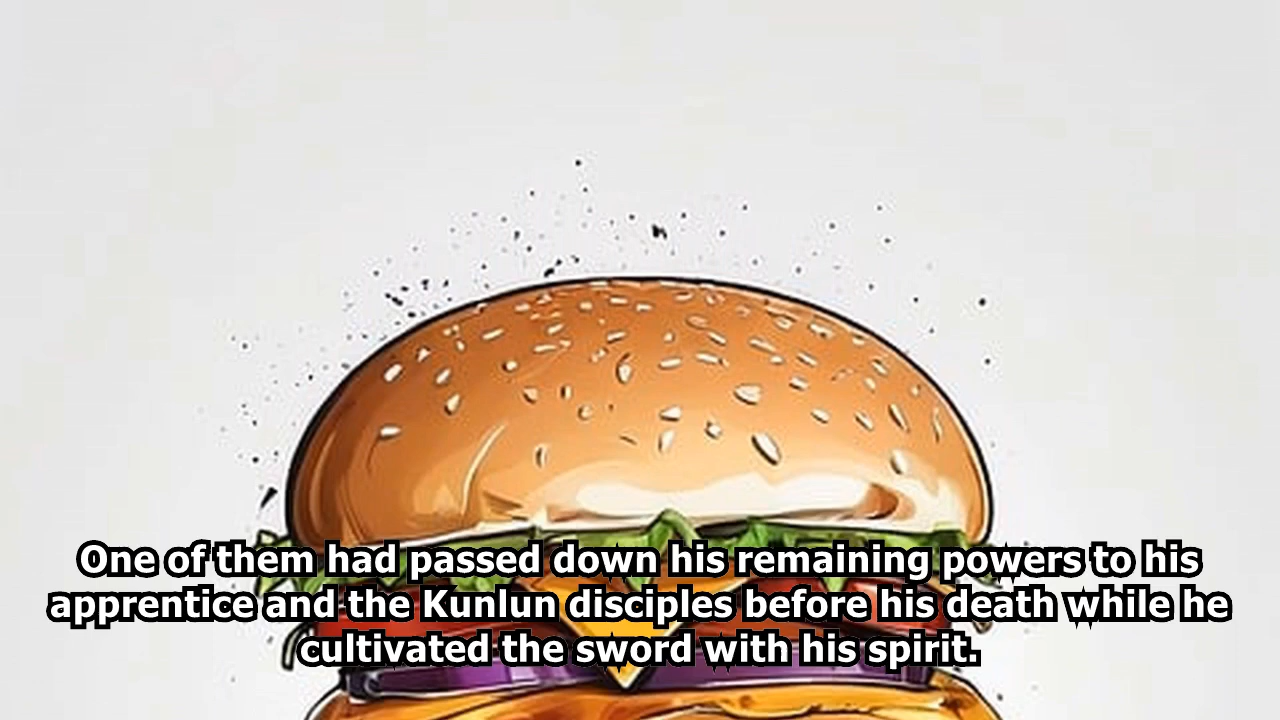 One of them had passed down his remaining powers to his
apprentice and the Kunlun disciples before his death while he
cultivated the sword with his spirit.